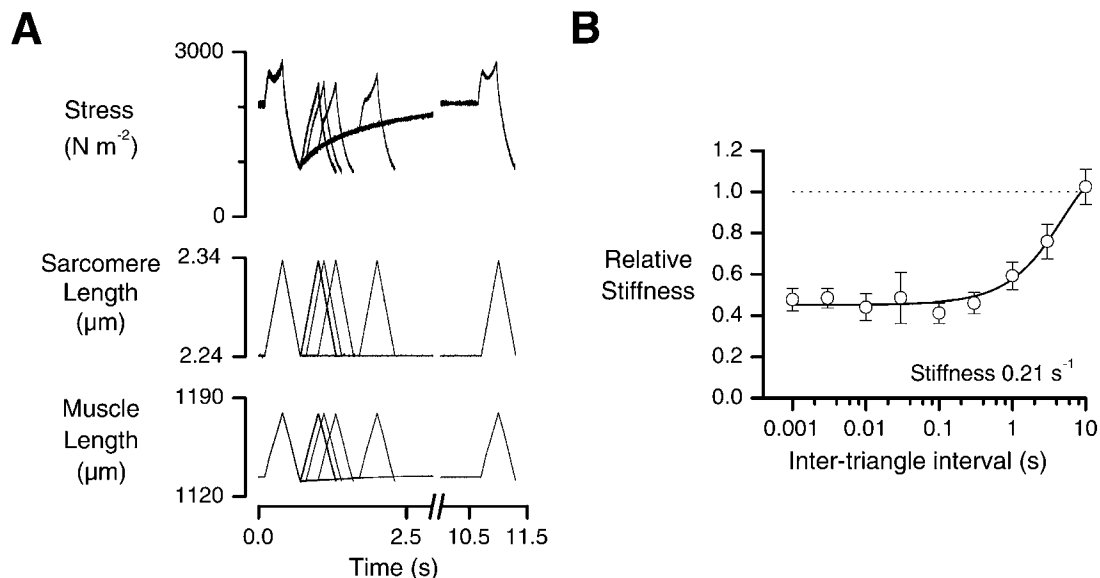 A
3000
Stress
(N m⁻²)
0
2.34
Sarcomere
Length
(µm)
2.24
1190
Muscle
Length
(µm)
1120
0.0 2.5 10.5 11.5
Time (s)
B
1.2
1.0
0.8
Relative
Stiffness
0.6
0.4
0.2
0.0
Stiffness 0.21 s⁻¹
0.001 0.01 0.1 1 10
Inter-triangle interval (s)